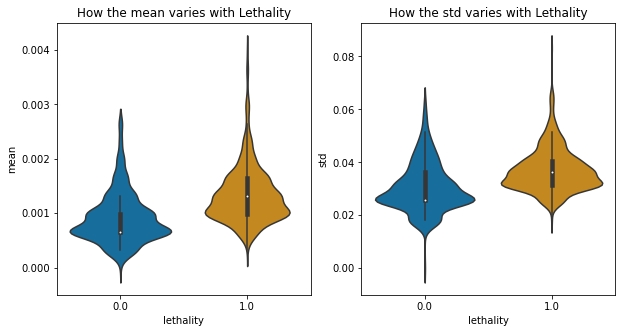 How the mean varies with Lethality
mean
0.004
0.003
0.002
0.001
0.000
0.0 1.0
lethality
How the std varies with Lethality
std
0.08
0.06
0.04
0.02
0.00
0.0 1.0
lethality